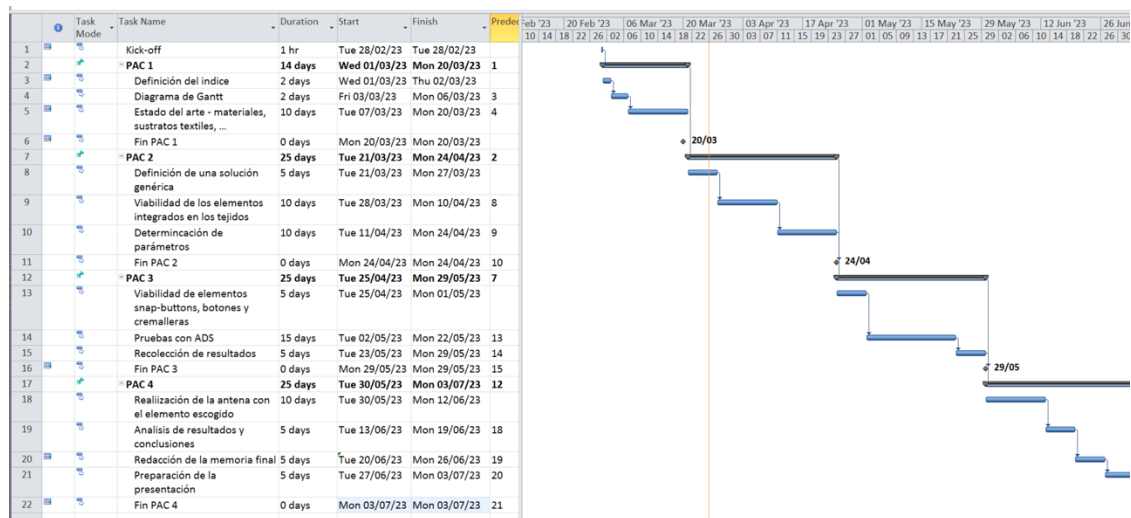 Task Mode Task Name Duration Start Finish Predec
Feb '23 20 Feb '23 06 Mar '23 20 Mar '23 03 Apr '23 17 Apr '23 01 May '23 15 May '23 29 May '23 12 Jun '23 26 Jun
10 14 18 22 26 02 06 10 14 18 22 26 30 03 07 11 15 19 23 27 01 05 09 13 17 21 25 29 02 06 10 14 18 22 26 30
1 Kick-off 1 hr Tue 28/02/23 Tue 28/02/23
2 PAC 1 14 days Wed 01/03/23 Mon 20/03/23 1
3 Definición del indice 2 days Wed 01/03/23 Thu 02/03/23
4 Diagrama de Gantt 2 days Fri 03/03/23 Mon 06/03/23 3
5 Estado del arte - materiales, sustratos textiles, ... 10 days Tue 07/03/23 Mon 20/03/23 4
6 Fin PAC 1 0 days Mon 20/03/23 Mon 20/03/23
20/03
7 PAC 2 25 days Tue 21/03/23 Mon 24/04/23 2
8 Definición de una solución genérica 5 days Tue 21/03/23 Mon 27/03/23
9 Viabilidad de los elementos integrados en los tejidos 10 days Tue 28/03/23 Mon 10/04/23 8
10 Determincación de parámetros 10 days Tue 11/04/23 Mon 24/04/23 9
11 Fin PAC 2 0 days Mon 24/04/23 Mon 24/04/23 10
24/04
12 PAC 3 25 days Tue 25/04/23 Mon 29/05/23 7
13 Viabilidad de elementos snap-buttons, botones y cremalleras 5 days Tue 25/04/23 Mon 01/05/23
14 Pruebas con ADS 15 days Tue 02/05/23 Mon 22/05/23 13
15 Recolección de resultados 5 days Tue 23/05/23 Mon 29/05/23 14
16 Fin PAC 3 0 days Mon 29/05/23 Mon 29/05/23 15
29/05
17 PAC 4 25 days Tue 30/05/23 Mon 03/07/23 12
18 Realiización de la antena con el elemento escogido 10 days Tue 30/05/23 Mon 12/06/23
19 Analisis de resultados y conclusiones 5 days Tue 13/06/23 Mon 19/06/23 18
20 Redacción de la memoria final 5 days Tue 20/06/23 Mon 26/06/23 19
21 Preparación de la presentación 5 days Tue 27/06/23 Mon 03/07/23 20
22 Fin PAC 4 0 days Mon 03/07/23 Mon 03/07/23 21